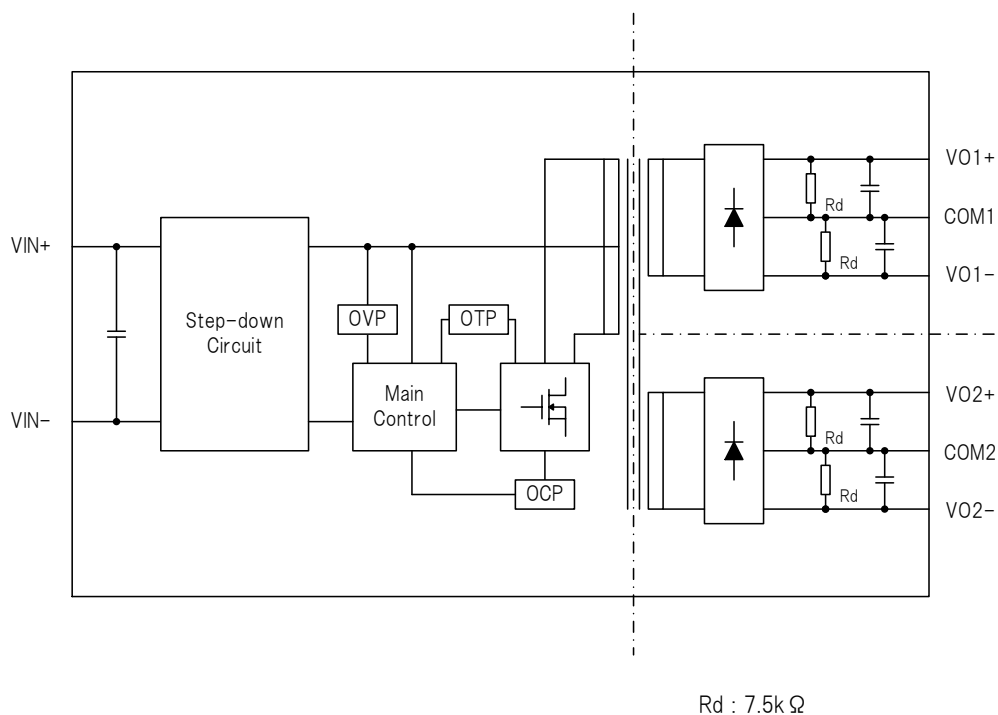 VO1+
Rd
COM1
VIN+
Rd
VO1-
Step-down
Circuit
OVP
OTP
Main
Control
VO2+
VIN-
Rd
COM2
OCP
Rd
VO2-
Rd : 7.5k Ω